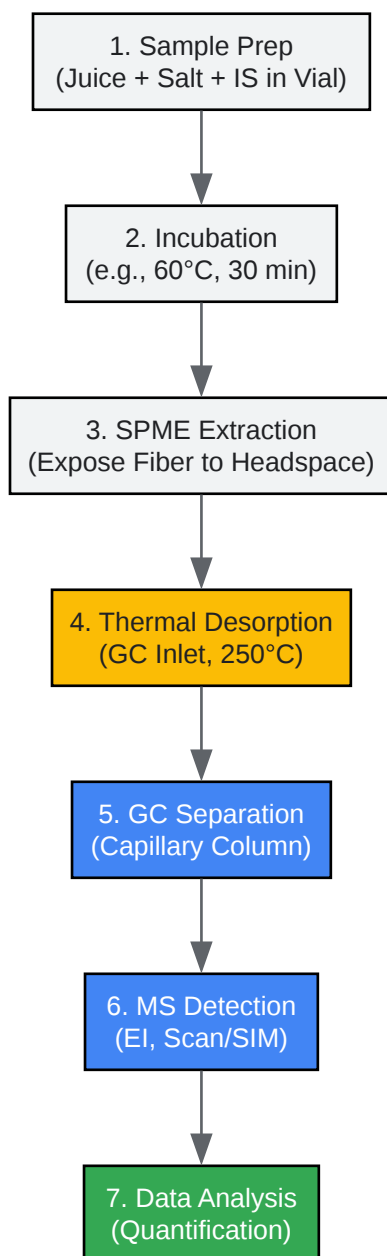 1. Sample Prep
(Juice + Salt + IS in Vial)
2. Incubation
(e.g., 60°C, 30 min)
3. SPME Extraction
(Expose Fiber to Headspace)
4. Thermal Desorption
(GC Inlet, 250°C)
5. GC Separation
(Capillary Column)
6. MS Detection
(EI, Scan/SIM)
7. Data Analysis
(Quantification)